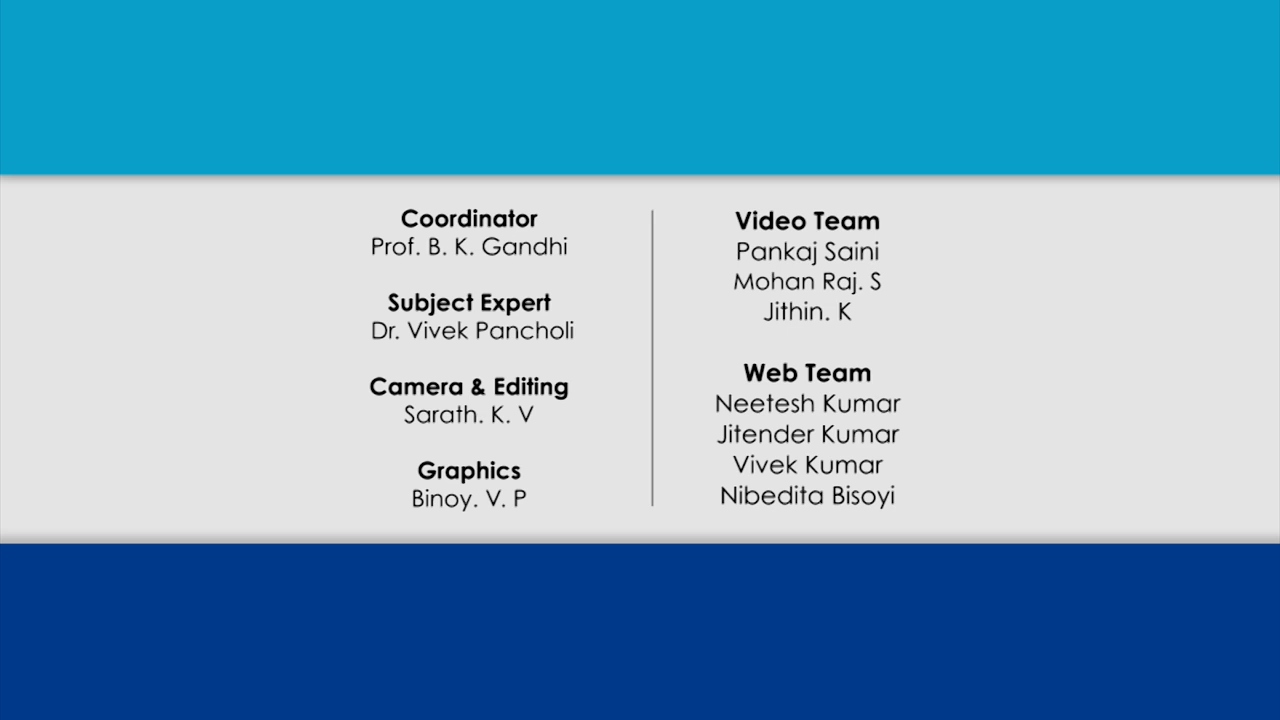 Coordinator
Prof. B. K. Gandhi
Subject Expert
Dr. Vivek Pancholi
Camera & Editing
Sarath. K. V
Graphics
Binoy. V. P
Video Team
Pankaj Saini
Mohan Raj. S
Jithin. K
Web Team
Neetesh Kumar
Jitender Kumar
Vivek Kumar
Nibedita Bisoyi